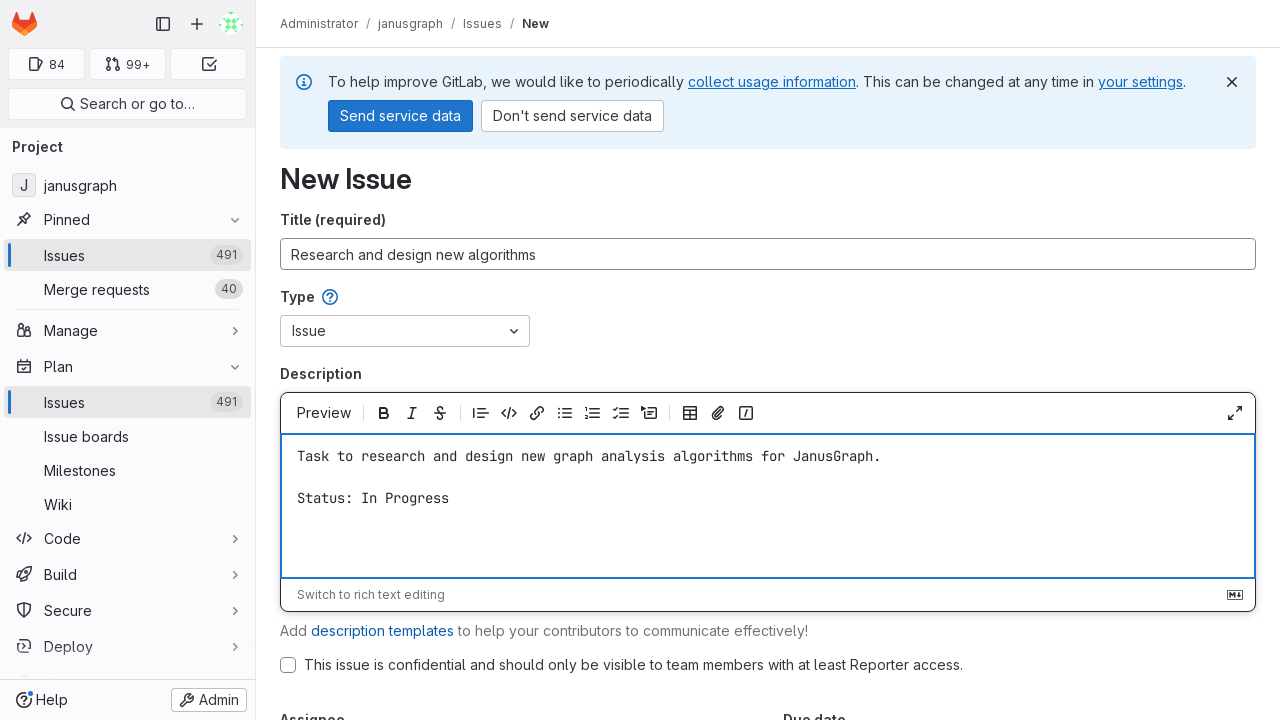 Administrator / janusgraph / Issues / New
84
99+
Search or go to…
Project
J janusgraph
Pinned
Issues 491
Merge requests 40
Manage
Plan
Issues 491
Issue boards
Milestones
Wiki
Code
Build
Secure
Deploy
Help
Admin
To help improve GitLab, we would like to periodically collect usage information. This can be changed at any time in your settings.
Send service data
Don't send service data
New Issue
Title (required)
Research and design new algorithms
Type
Issue
Description
Preview
Task to research and design new graph analysis algorithms for JanusGraph.
Status: In Progress
Switch to rich text editing
Add description templates to help your contributors to communicate effectively!
This issue is confidential and should only be visible to team members with at least Reporter access.
Assignee
Due date